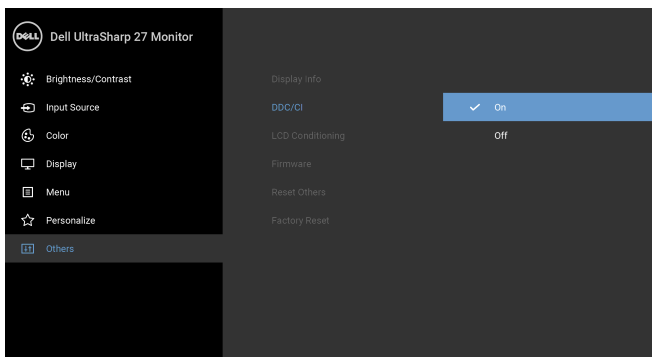 DELL Dell UltraSharp 27 Monitor
Brightness/Contrast
Display Info
Input Source
DDC/CI
On
Color
LCD Conditioning
Off
Display
Firmware
Menu
Reset Others
Personalize
Factory Reset
Others